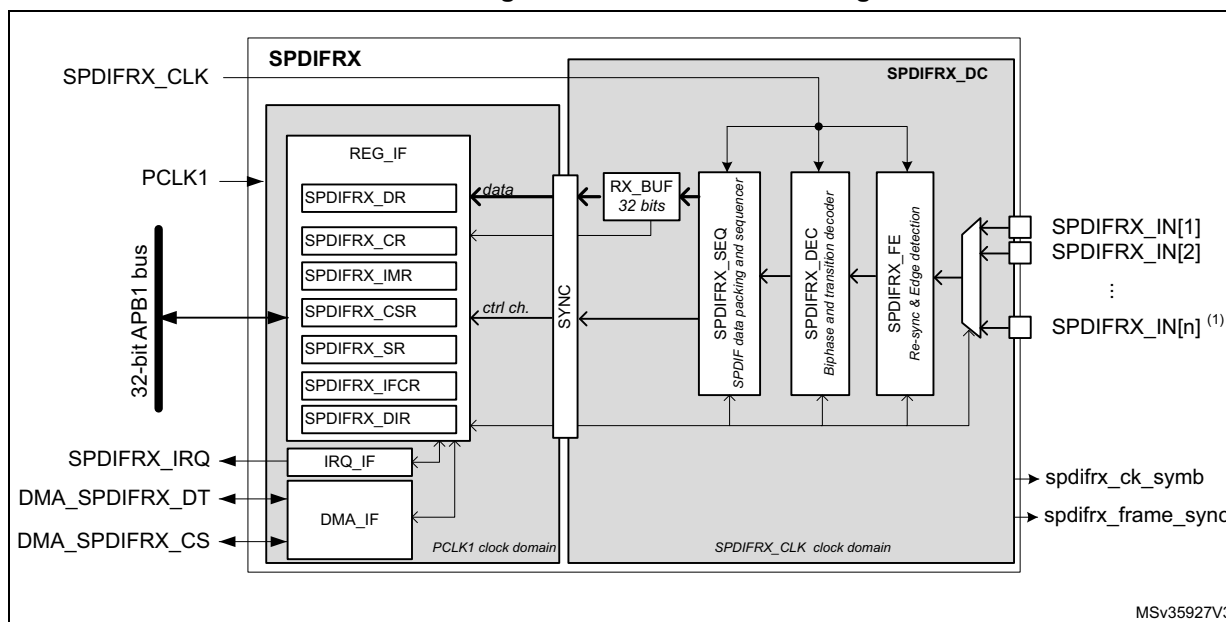 SPDIFRX
SPDIFRX_CLK
SPDIFRX_DC
REG_IF
PCLK1
SPDIFRX_DR
SPDIFRX_CR
SPDIFRX_IMR
SPDIFRX_CSR
SPDIFRX_SR
SPDIFRX_IFCR
SPDIFRX_DIR
data
ctrl ch.
SYNC
RX_BUF
32 bits
SPDIFRX_SEQ
SPDIF data packing and sequencer
SPDIFRX_DEC
Biphase and transition decoder
SPDIFRX_FE
Re-sync & Edge detection
SPDIFRX_IN[1]
SPDIFRX_IN[2]
...
SPDIFRX_IN[n] (1)
32-bit APB1 bus
SPDIFRX_IRQ
IRQ_IF
DMA_SPDIFRX_DT
DMA_IF
DMA_SPDIFRX_CS
PCLK1 clock domain
SPDIFRX_CLK clock domain
spdifrx_ck_symb
spdifrx_frame_sync
MSv35927V3